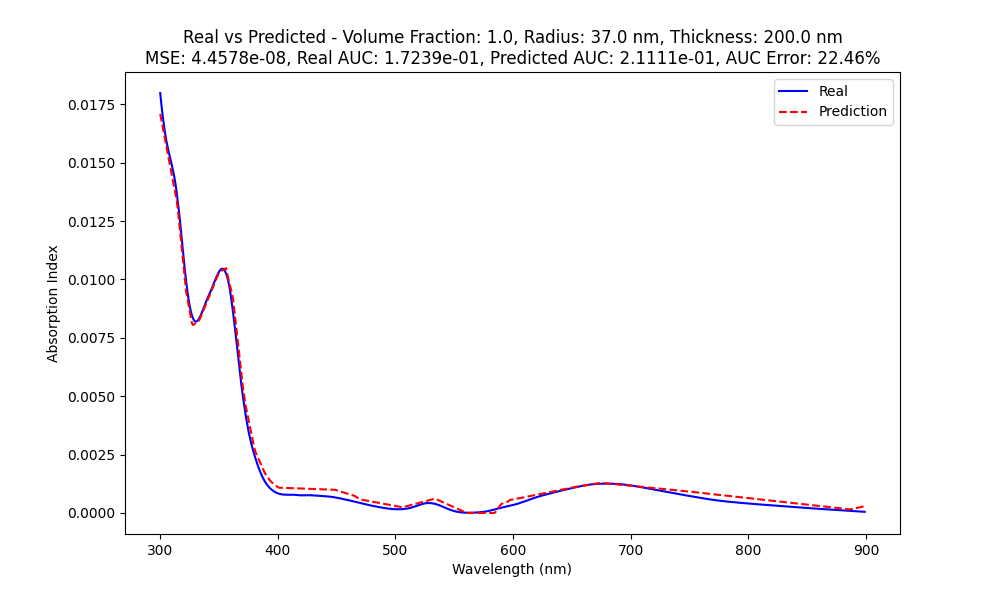 Real vs Predicted - Volume Fraction: 1.0, Radius: 37.0 nm, Thickness: 200.0 nm
MSE: 4.4578e-08, Real AUC: 1.7239e-01, Predicted AUC: 2.1111e-01, AUC Error: 22.46%
Real
Prediction
Absorption Index
0.0175
0.0150
0.0125
0.0100
0.0075
0.0050
0.0025
0.0000
300 400 500 600 700 800 900
Wavelength (nm)